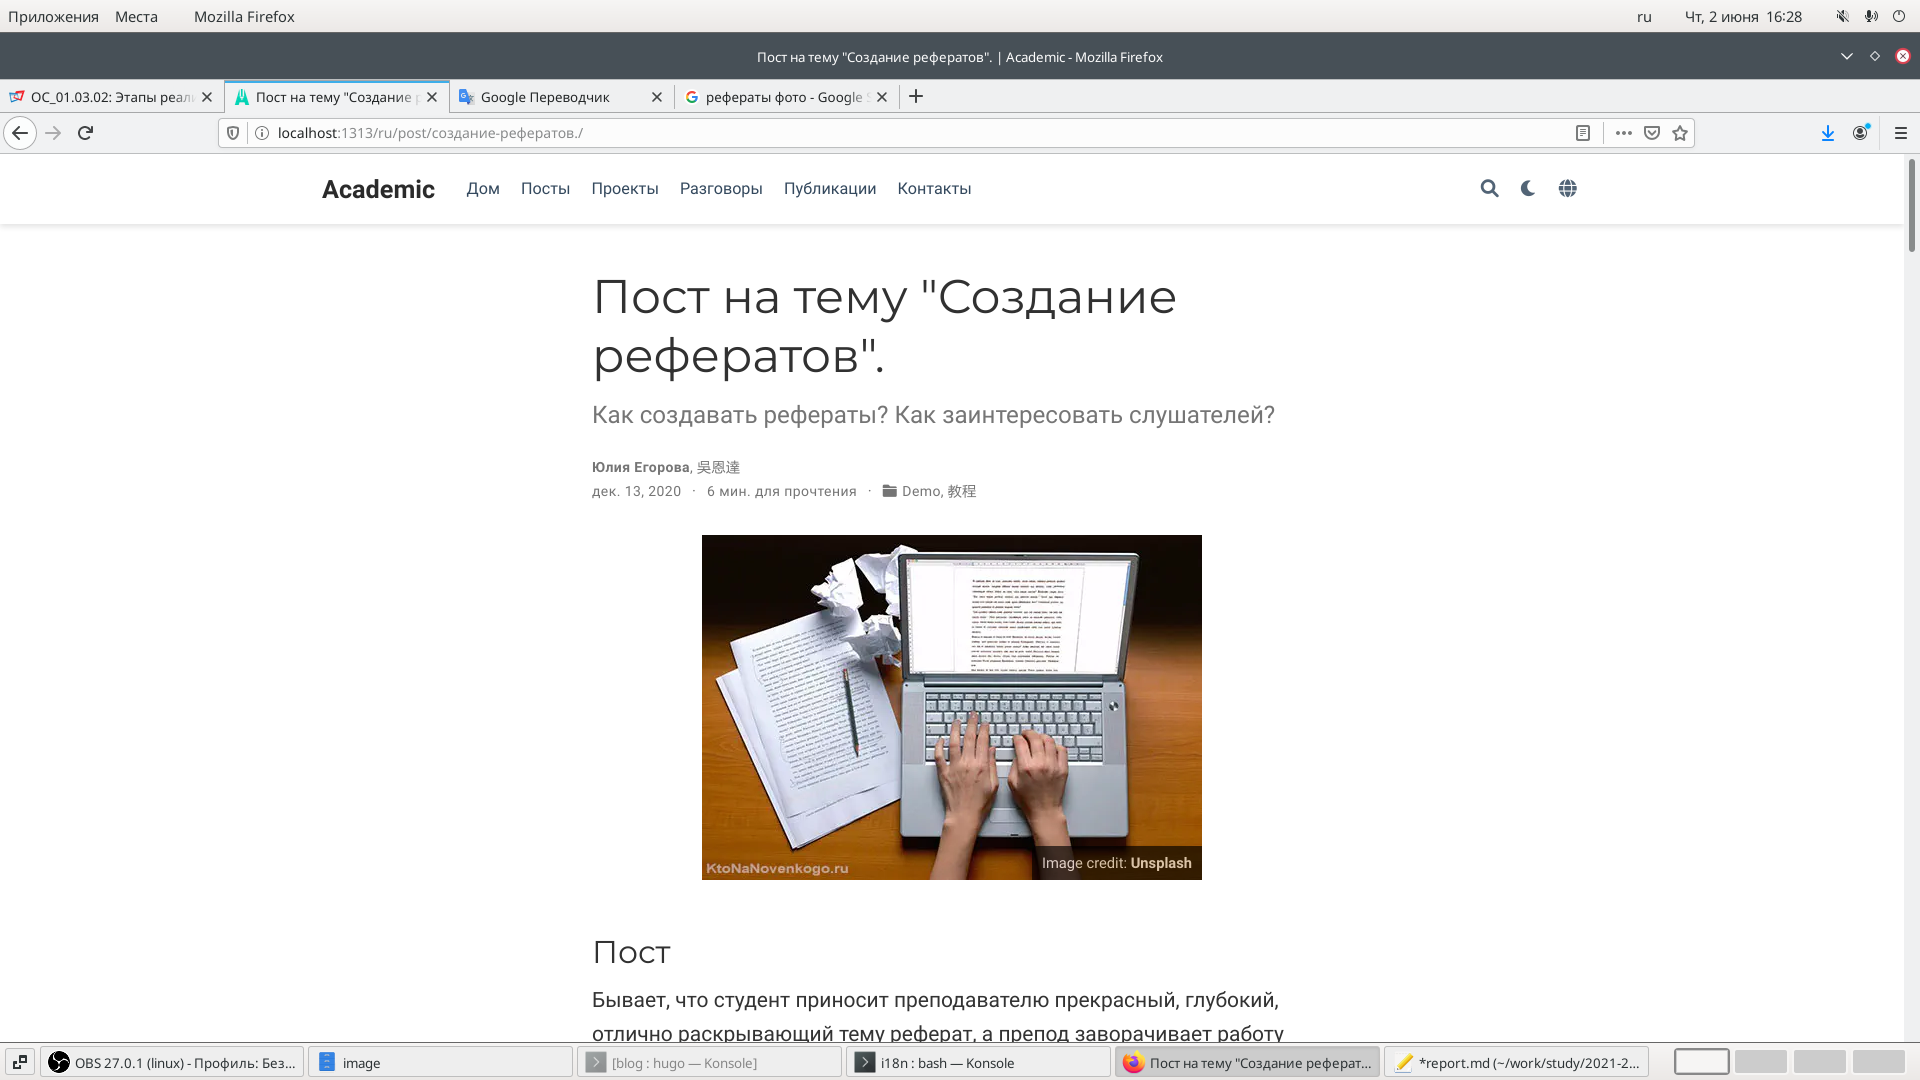 Приложения Места Mozilla Firefox ru Чт, 2 июня 16:28
Пост на тему "Создание рефератов". | Academic - Mozilla Firefox
ОС_01.03.02: Этапы реал Пост на тему "Создание р Google Переводчик рефераты фото - Google S
localhost:1313/ru/post/создание-рефератов./
Academic Дом Посты Проекты Разговоры Публикации Контакты
Пост на тему "Создание
рефератов".
Как создавать рефераты? Как заинтересовать слушателей?
Юлия Егорова, 吳恩達
дек. 13, 2020 · 6 мин. для прочтения · Demo, 教程
KtoNaNovenkogo.ru
Image credit: Unsplash
Пост
Бывает, что студент приносит преподавателю прекрасный, глубокий,
отлично раскрывающий тему реферат, а препод заворачивает работу
OBS 27.0.1 (linux) - Профиль: Без... image [blog : hugo — Konsole] i18n : bash — Konsole Пост на тему "Создание реферат... *report.md (~/work/study/2021-2...